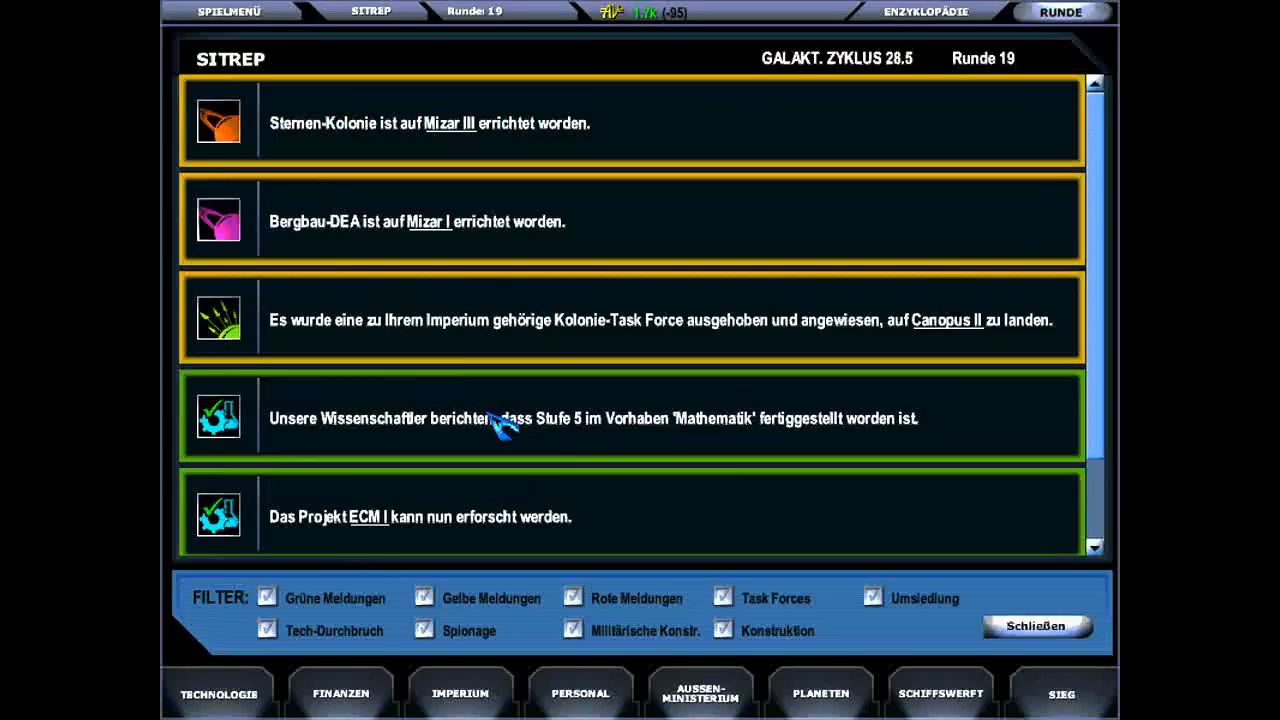 SPIELMENÜ SITREP Runde: 19 1.7k (-95) ENZYKLOPÄDIE RUNDE
SITREP GALAKT. ZYKLUS 28.5 Runde 19
Sternen-Kolonie ist auf Mizar III errichtet worden.
Bergbau-DEA ist auf Mizar I errichtet worden.
Es wurde eine zu Ihrem Imperium gehörige Kolonie-Task Force ausgehoben und angewiesen, auf Canopus II zu landen.
Unsere Wissenschaftler berichten, dass Stufe 5 im Vorhaben 'Mathematik' fertiggestellt worden ist.
Das Projekt ECM I kann nun erforscht werden.
FILTER: Grüne Meldungen Gelbe Meldungen Rote Meldungen Task Forces Umsiedlung
Tech-Durchbruch Spionage Militärische Konstr. Konstruktion Schließen
TECHNOLOGIE FINANZEN IMPERIUM PERSONAL AUSSEN-
MINISTERIUM PLANETEN SCHIFFSWERFT SIEG